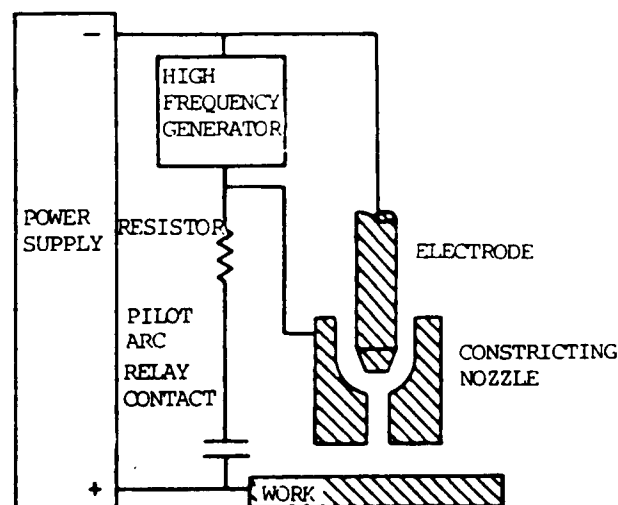 −
HIGH
FREQUENCY
GENERATOR
POWER
SUPPLY
RESISTOR
ELECTRODE
PILOT
ARC
RELAY
CONTACT
CONSTRICTING
NOZZLE
+
WORK